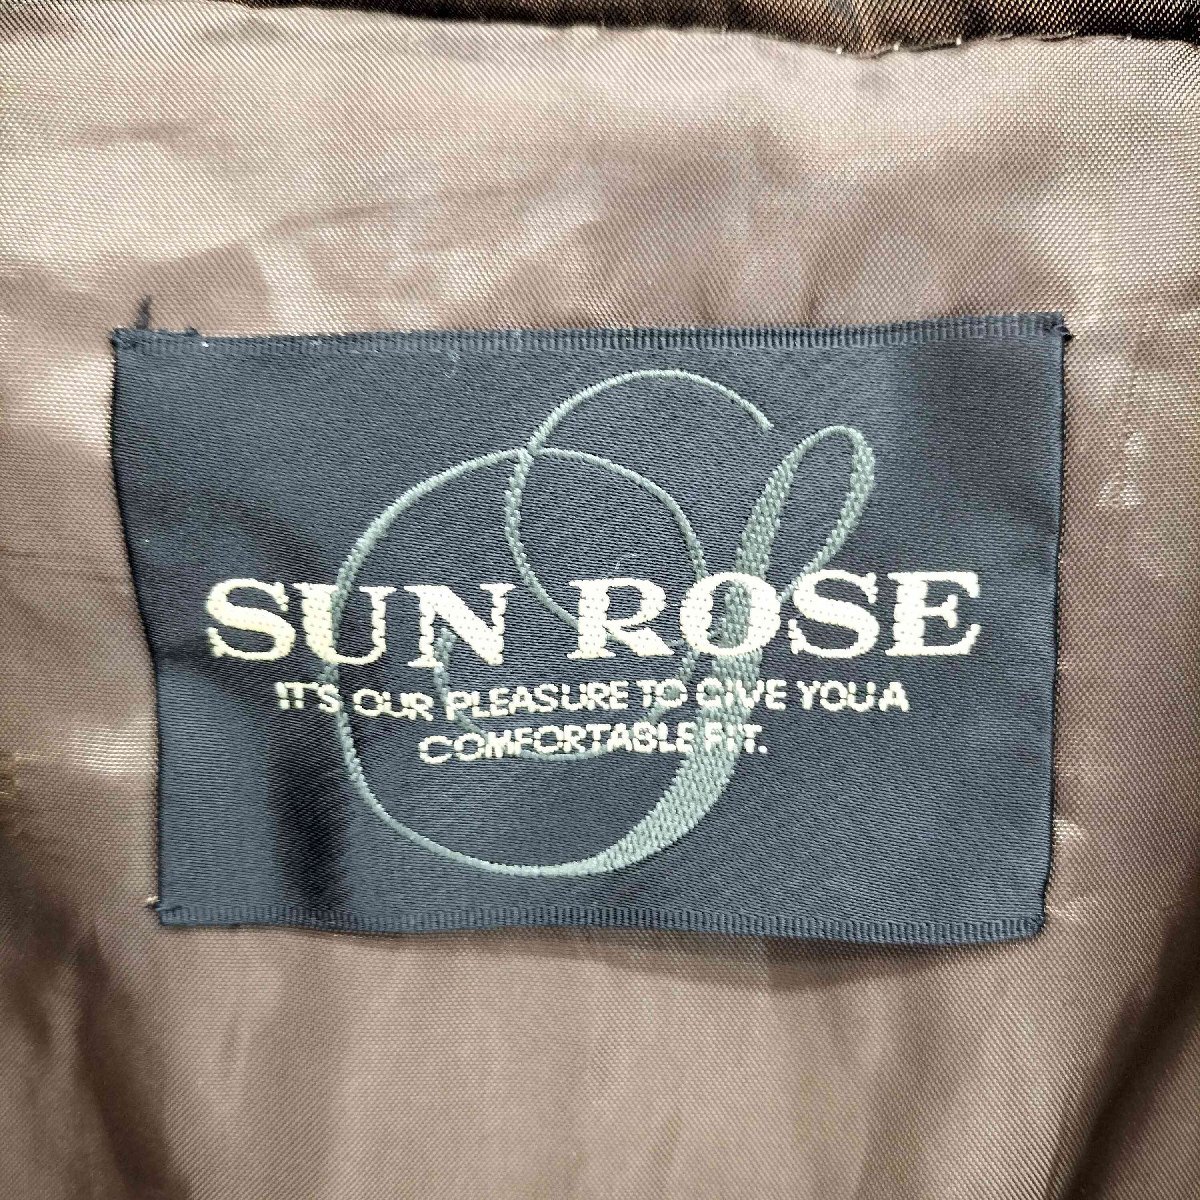 SUN ROSE
IT'S OUR PLEASURE TO GIVE YOU A
COMFORTABLE FIT.